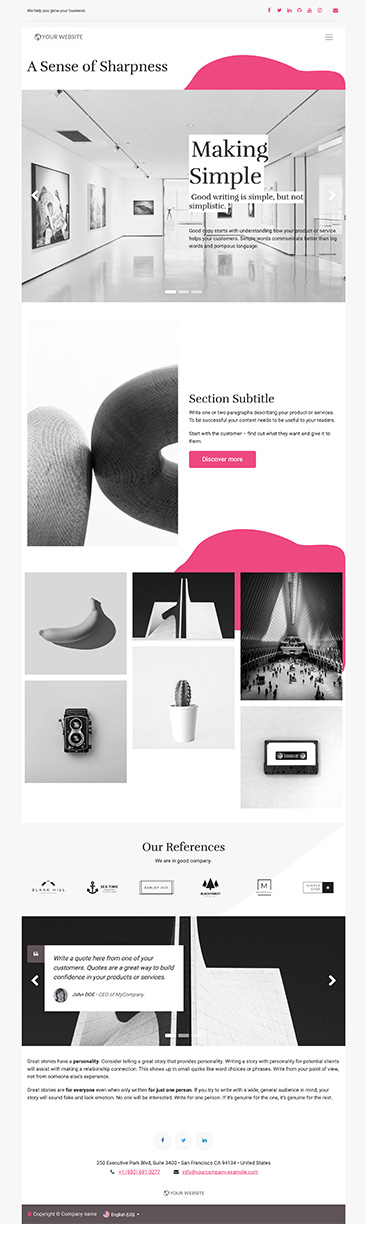 We help you grow your business
YOUR WEBSITE
A Sense of Sharpness
Making
Simple
Good writing is simple, but not
simplistic.
Good copy starts with understanding how your product or service
helps your customers. Simple words communicate better than big
words and pompous language.
Section Subtitle
Write one or two paragraphs describing your product or services.
To be successful your content needs to be useful to your readers.
Start with the customer – find out what they want and give it to
them.
Discover more
Our References
We are in good company.
BLANK HILL
SEA TIME
ASHLEY JCO
BLACKFOREST
M
SIMPLE
STAR
Write a quote here from one of your
customers. Quotes are a great way to build
confidence in your products or services.
John DOE • CEO of MyCompany
Great stories have a personality. Consider telling a great story that provides personality. Writing a story with personality for potential clients
will assist with making a relationship connection. This shows up in small quirks like word choices or phrases. Write from your point of view,
not from someone else's experience.
Great stories are for everyone even when only written for just one person. If you try to write with a wide, general audience in mind, your
story will sound fake and lack emotion. No one will be interested. Write for one person. If it's genuine for the one, it's genuine for the rest.
250 Executive Park Blvd, Suite 3400 • San Francisco CA 94134 • United States
+1 (650) 691-3277 info@yourcompany.example.com
YOUR WEBSITE
Copyright © Company name English (US)